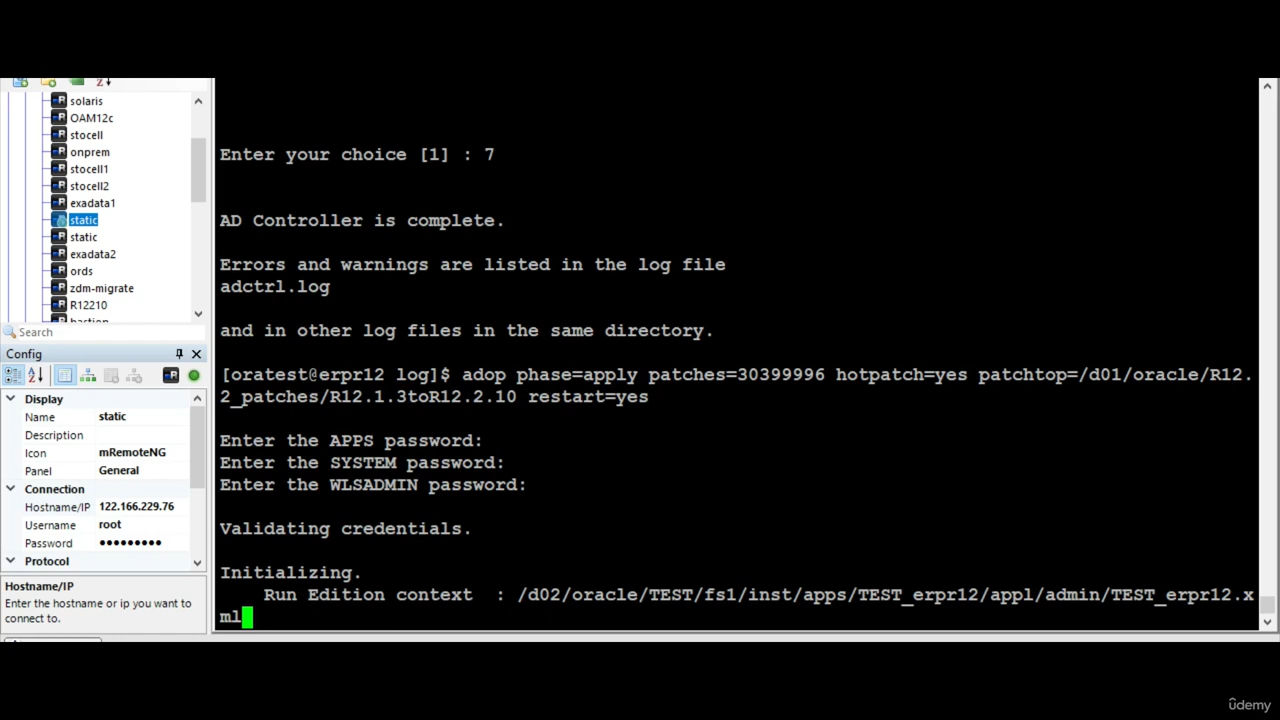 solaris
OAM12c
stocell
onprem
stocell1
stocell2
exadata1
static
static
exadata2
ords
zdm-migrate
R12210
bastion
Search
Config
Display
Name static
Description
Icon mRemoteNG
Panel General
Connection
Hostname/IP 122.166.229.76
Username root
Password ●●●●●●●●●
Protocol
Hostname/IP
Enter the hostname or ip you want to
connect to.
Enter your choice [1] : 7
AD Controller is complete.
Errors and warnings are listed in the log file
adctrl.log
and in other log files in the same directory.
[oratest@erpr12 log]$ adop phase=apply patches=30399996 hotpatch=yes patchtop=/d01/oracle/R12.
2_patches/R12.1.3toR12.2.10 restart=yes
Enter the APPS password:
Enter the SYSTEM password:
Enter the WLSADMIN password:
Validating credentials.
Initializing.
Run Edition context : /d02/oracle/TEST/fs1/inst/apps/TEST_erpr12/appl/admin/TEST_erpr12.x
ml
ûdemy